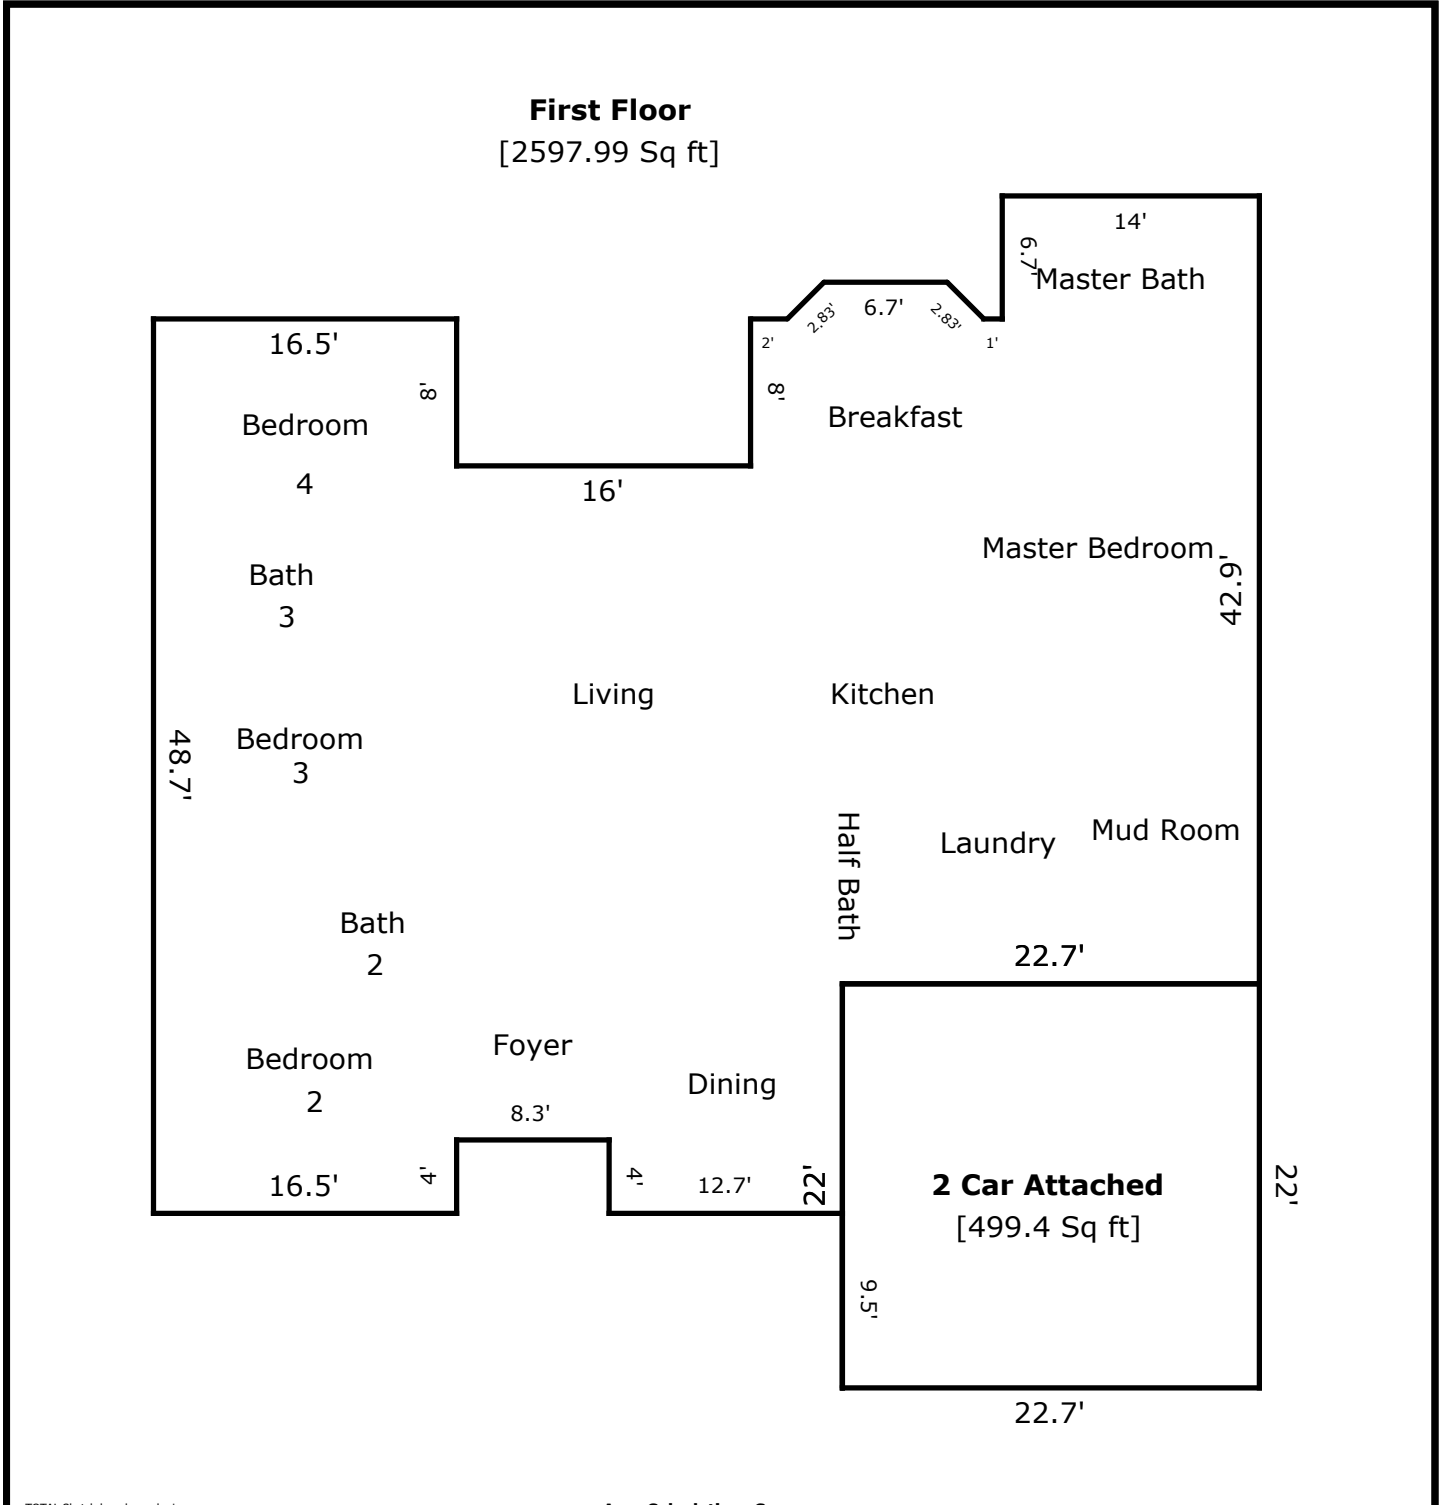 First Floor
[2597.99 Sq ft]
14'
6.7'
Master Bath
6.7'
2.83'
2.83'
16.5'
2'
1'
8'
8'
Breakfast
Bedroom
4
16'
Master Bedroom
42.9'
Bath
3
Living
Kitchen
48.7'
Bedroom
3
Half Bath
Laundry
Mud Room
Bath
2
22.7'
Foyer
Bedroom
2
Dining
8.3'
16.5'
4'
4'
12.7'
22'
2 Car Attached
[499.4 Sq ft]
22'
9.5'
22.7'